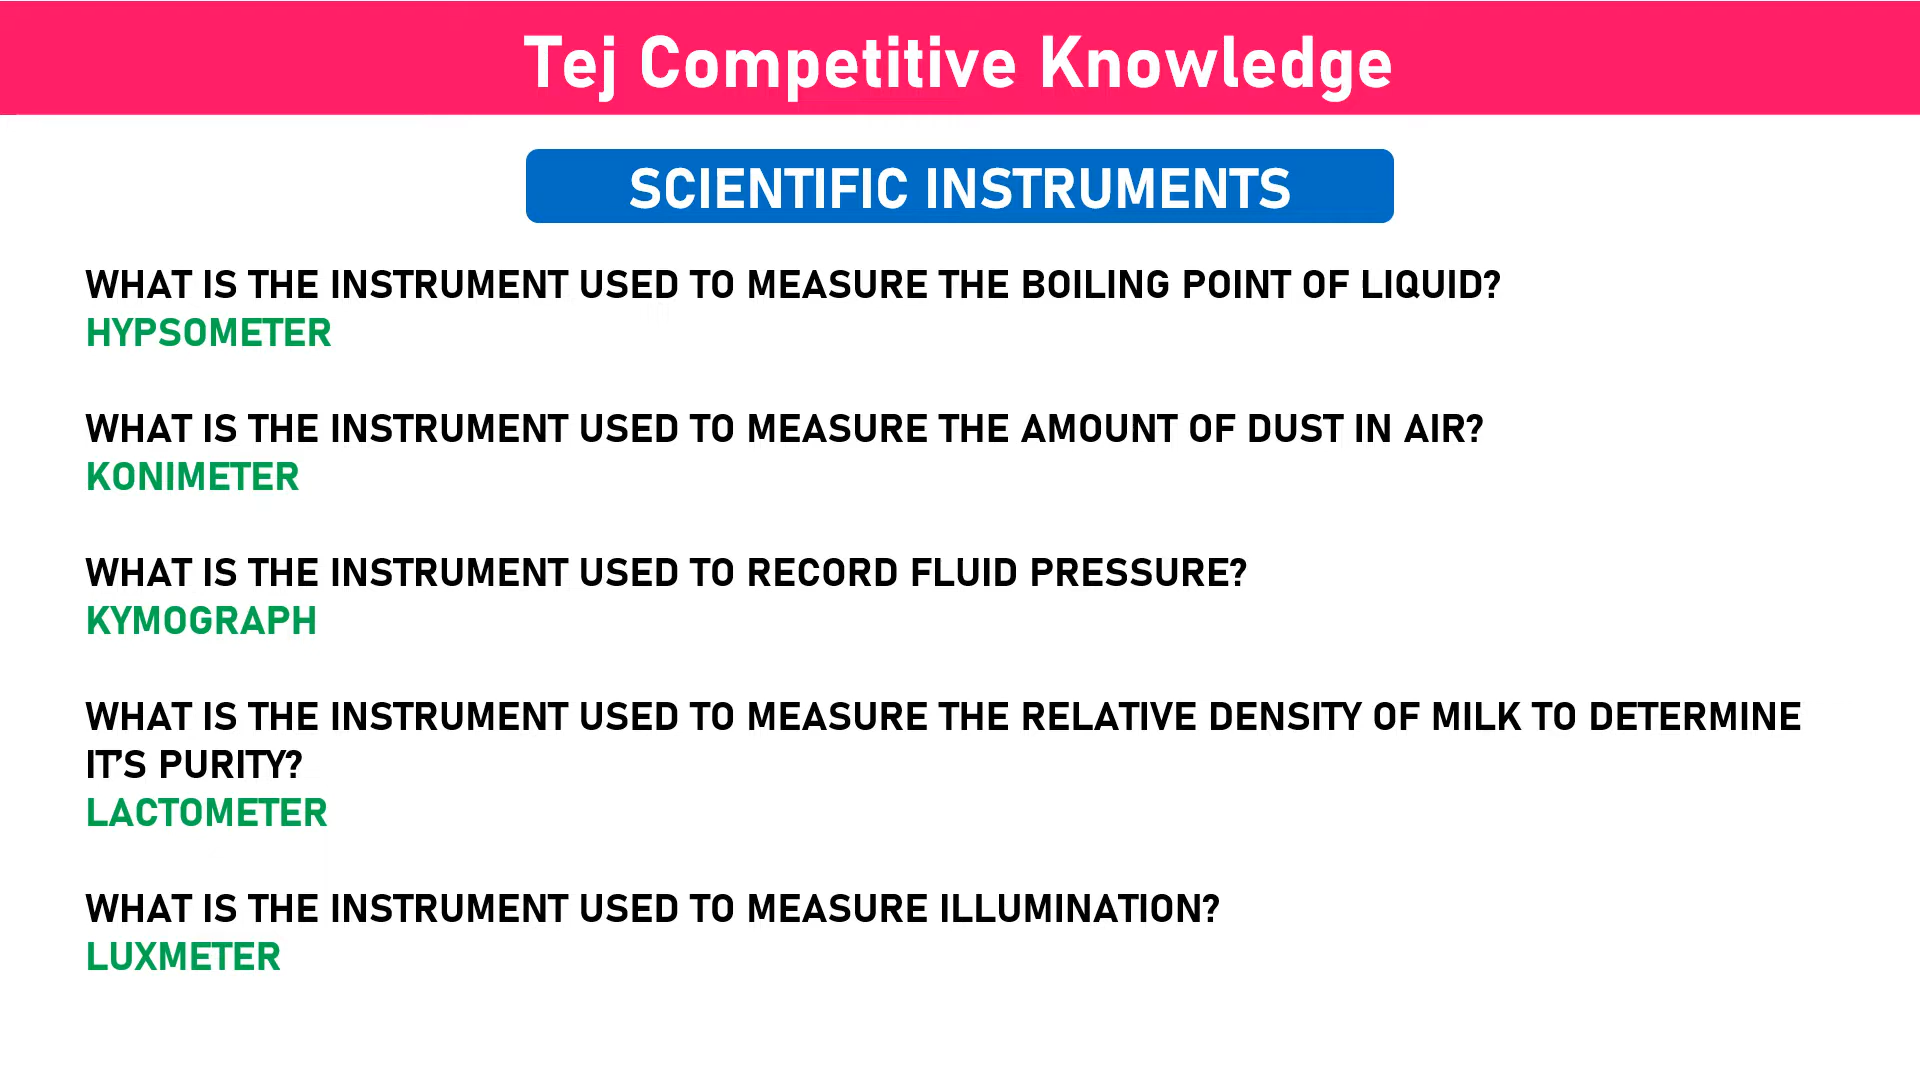 Tej Competitive Knowledge
SCIENTIFIC INSTRUMENTS
WHAT IS THE INSTRUMENT USED TO MEASURE THE BOILING POINT OF LIQUID?
HYPSOMETER
WHAT IS THE INSTRUMENT USED TO MEASURE THE AMOUNT OF DUST IN AIR?
KONIMETER
WHAT IS THE INSTRUMENT USED TO RECORD FLUID PRESSURE?
KYMOGRAPH
WHAT IS THE INSTRUMENT USED TO MEASURE THE RELATIVE DENSITY OF MILK TO DETERMINE
IT'S PURITY?
LACTOMETER
WHAT IS THE INSTRUMENT USED TO MEASURE ILLUMINATION?
LUXMETER